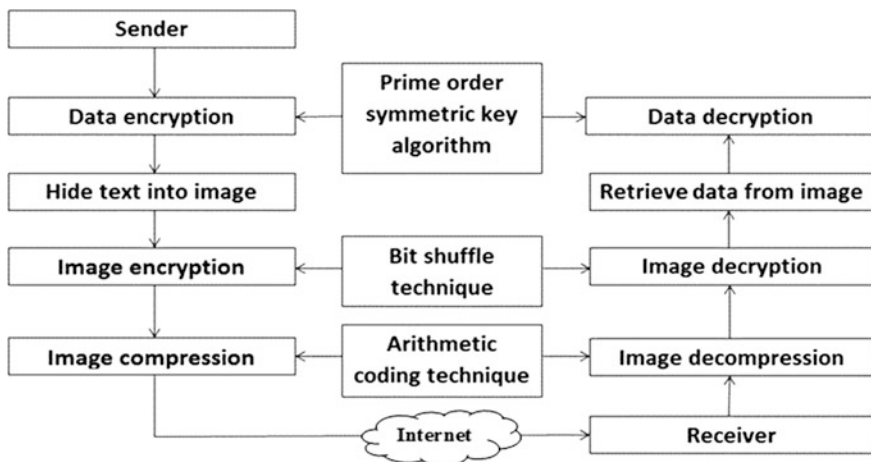 Sender
Prime order
symmetric key
algorithm
Data encryption
Data decryption
Hide text into image
Retrieve data from image
Image encryption
Bit shuffle
technique
Image decryption
Image compression
Arithmetic
coding technique
Image decompression
Internet
Receiver